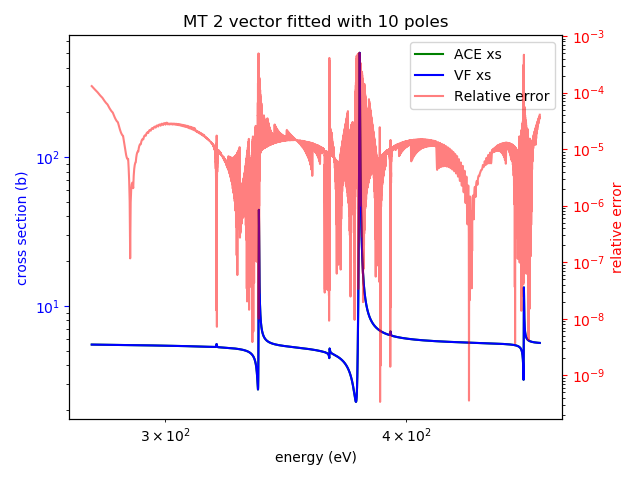 MT 2 vector fitted with 10 poles
ACE xs
VF xs
Relative error
cross section (b)
10²
10¹
10⁻³
10⁻⁴
10⁻⁵
10⁻⁶
10⁻⁷
10⁻⁸
10⁻⁹
relative error
3 × 10²
4 × 10²
energy (eV)